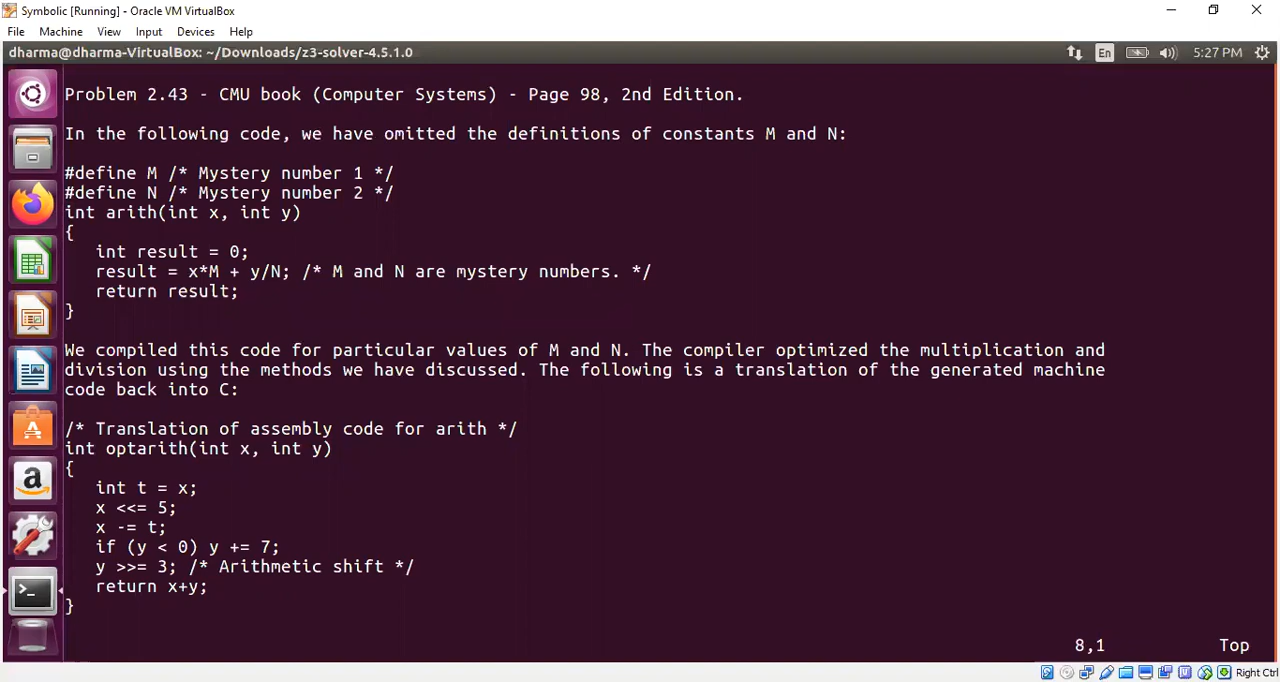 Symbolic [Running] - Oracle VM VirtualBox
File Machine View Input Devices Help
dharma@dharma-VirtualBox: ~/Downloads/z3-solver-4.5.1.0 En 5:27 PM
Problem 2.43 - CMU book (Computer Systems) - Page 98, 2nd Edition.
In the following code, we have omitted the definitions of constants M and N:
#define M /* Mystery number 1 */
#define N /* Mystery number 2 */
int arith(int x, int y)
{
int result = 0;
result = x*M + y/N; /* M and N are mystery numbers. */
return result;
}
We compiled this code for particular values of M and N. The compiler optimized the multiplication and
division using the methods we have discussed. The following is a translation of the generated machine
code back into C:
/* Translation of assembly code for arith */
int optarith(int x, int y)
{
int t = x;
x <<= 5;
x -= t;
if (y < 0) y += 7;
y >>= 3; /* Arithmetic shift */
return x+y;
}
8,1 Top
Right Ctrl